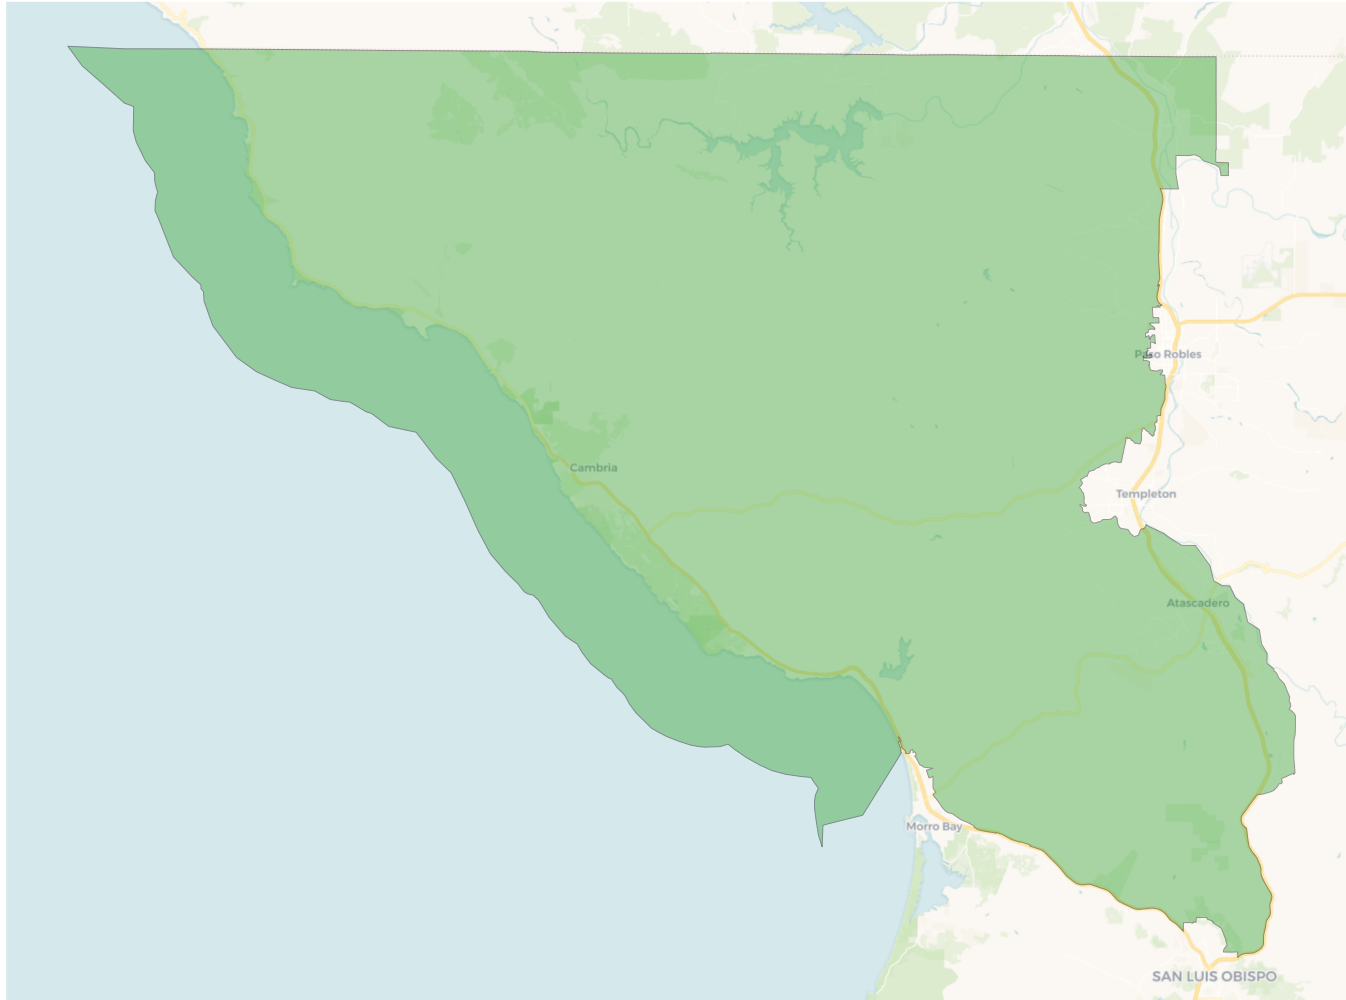 Paso Robles
Cambria
Templeton
Atascadero
Morro Bay
SAN LUIS OBISPO